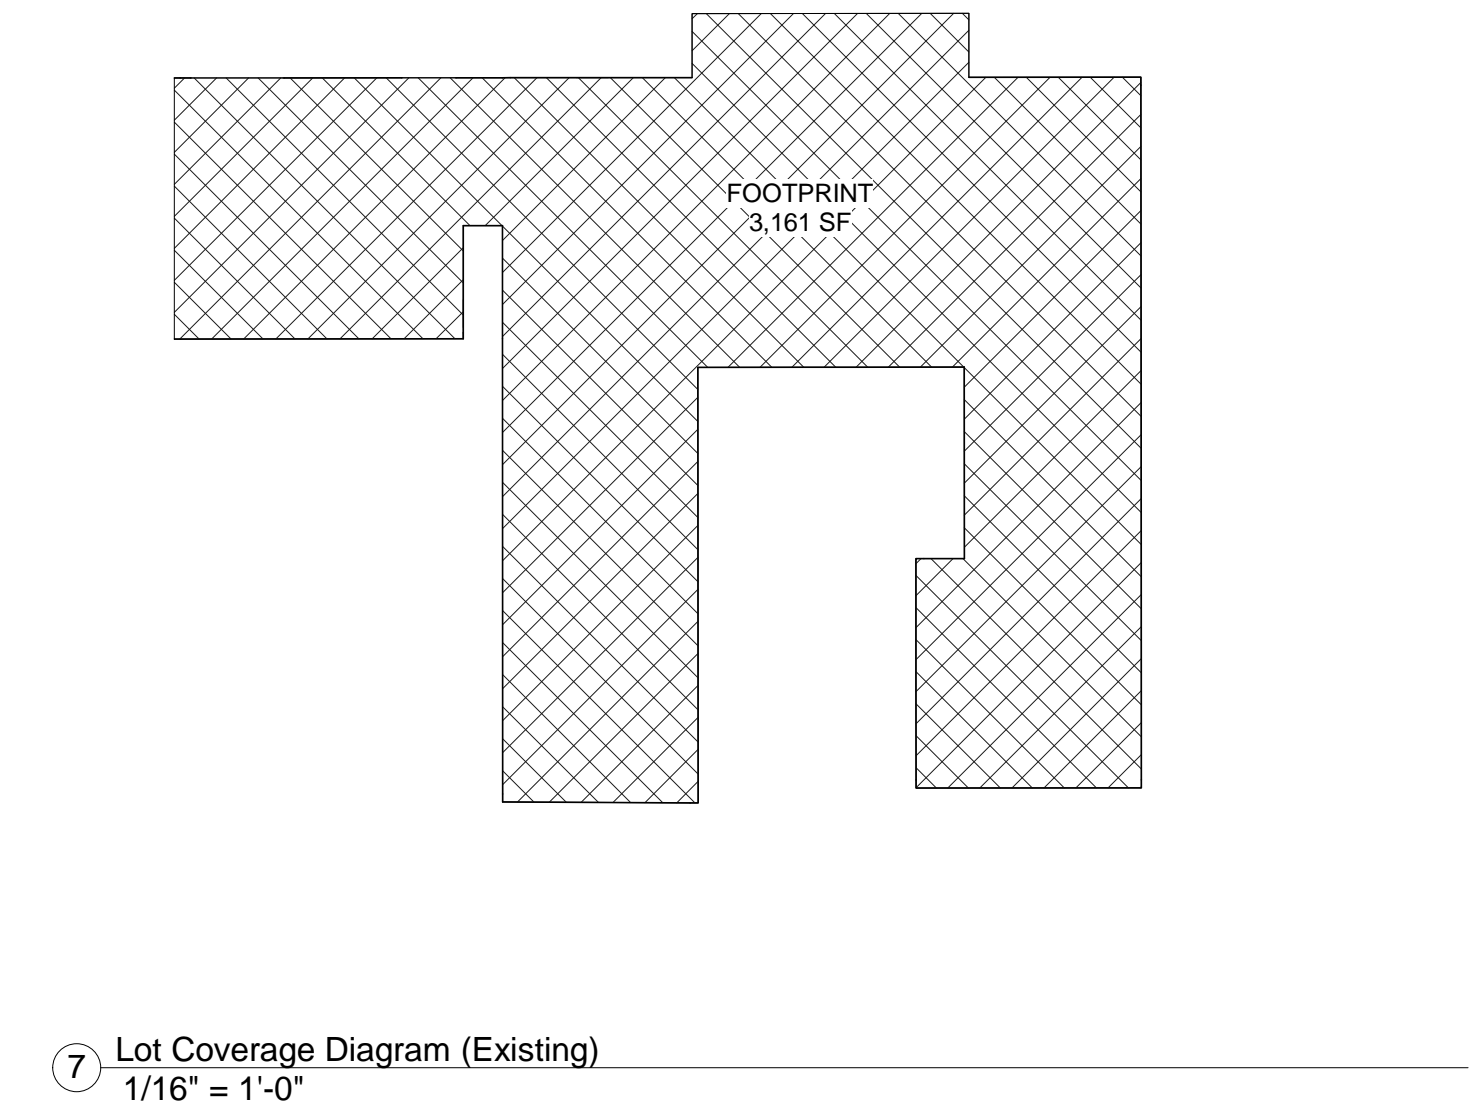 FOOTPRINT
3,161 SF
7
Lot Coverage Diagram (Existing)
1/16" = 1'-0"